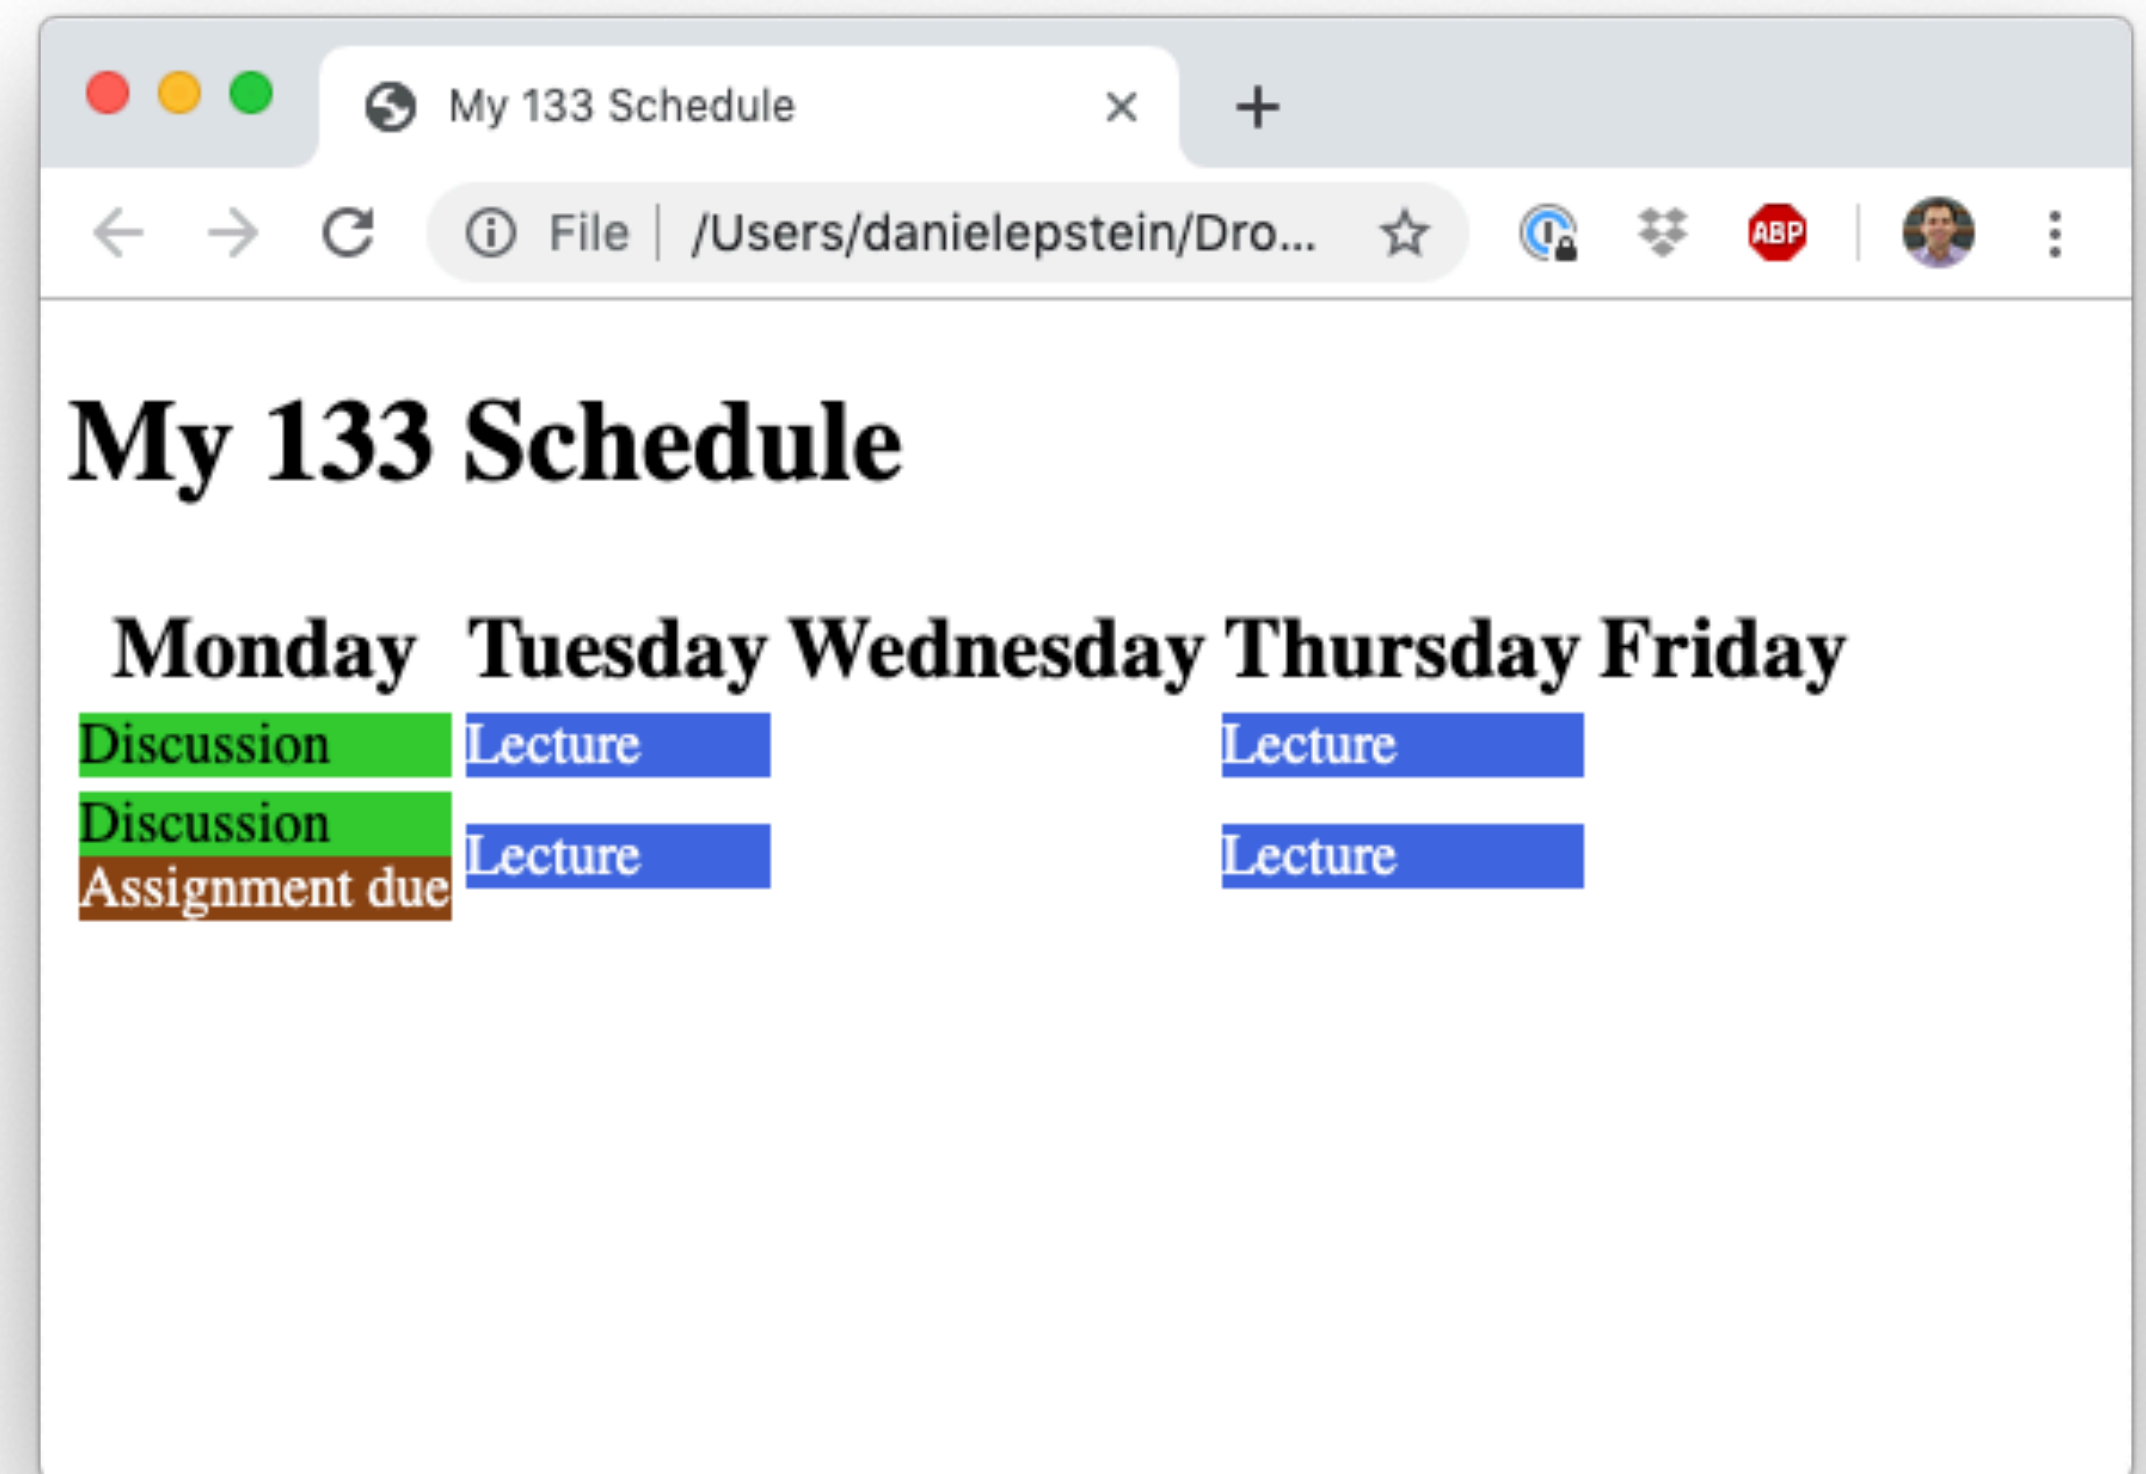 My 133 Schedule
File /Users/danielepstein/Dro...
ABP
My 133 Schedule
Monday Tuesday Wednesday Thursday Friday
Discussion Lecture Lecture
Discussion
Lecture Lecture
Assignment due